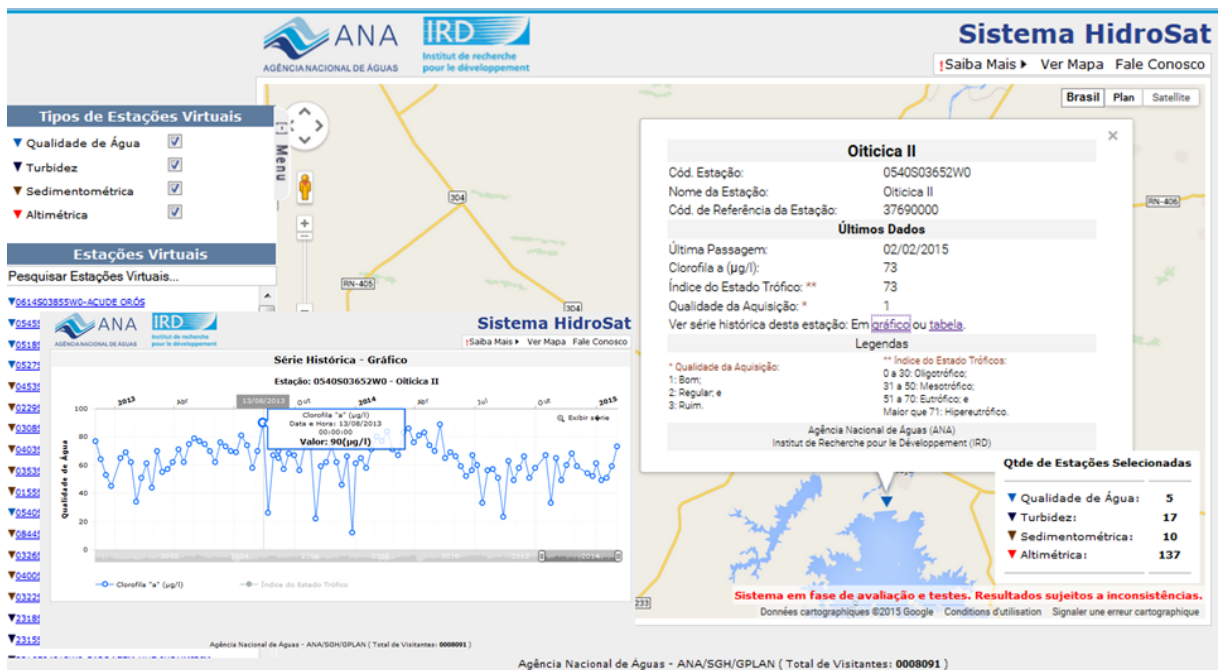 ANA
AGÊNCIA NACIONAL DE ÁGUAS
IRD
Institut de recherche
pour le développement
Sistema HidroSat
!Saiba Mais Ver Mapa Fale Conosco
Brasil Plan Satellite
Tipos de Estações Virtuais
Qualidade de Água
Turbidez
Sedimentométrica
Altimétrica
[-] Menu
Estações Virtuais
Pesquisar Estações Virtuais...
0614S03855W0-ACUDE ORÓS
304
RN-405
304
RN-406
233
Oiticica II
Cód. Estação: 0540S03652W0
Nome da Estação: Oiticica II
Cód. de Referência da Estação: 37690000
Últimos Dados
Última Passagem: 02/02/2015
Clorofila a (µg/l): 73
Índice do Estado Trófico: ** 73
Qualidade da Aquisição: * 1
Ver série histórica desta estação: Em gráfico ou tabela.
Legendas
* Qualidade da Aquisição:
1: Bom;
2: Regular; e
3: Ruim.
** Índice do Estado Tróficos:
0 a 30: Oligotrófico;
31 a 50: Mesotrófico;
51 a 70: Eutrófico; e
Maior que 71: Hipereutrófico.
Agência Nacional de Águas (ANA)
Institut de Recherche pour le Développement (IRD)
Qtde de Estações Selecionadas
Qualidade de Água: 5
Turbidez: 17
Sedimentométrica: 10
Altimétrica: 137
Sistema em fase de avaliação e testes. Resultados sujeitos a inconsistências.
Données cartographiques ©2015 Google Conditions d'utilisation Signaler une erreur cartographique
ANA
AGÊNCIA NACIONAL DE ÁGUAS
IRD
Institut de recherche
pour le développement
Sistema HidroSat
!Saiba Mais Ver Mapa Fale Conosco
Série Histórica - Gráfico
Estação: 0540S03652W0 - Oiticica II
2013 Abr 13/08/2013 Out 2014 Abr Jul Out 2015
Clorofila "a" (µg/l)
Data e Hora: 13/08/2013
00:00:00
Valor: 90(µg/l)
Exibir série
Qualidade de Água
100
80
60
40
20
0
Clorofila "a" (µg/l) Índice do Estado Trófico
Agência Nacional de Águas - ANA/SGH/GPLAN ( Total de Visitantes: 0008091 )
Agência Nacional de Águas - ANA/SGH/GPLAN ( Total de Visitantes: 0008091 )